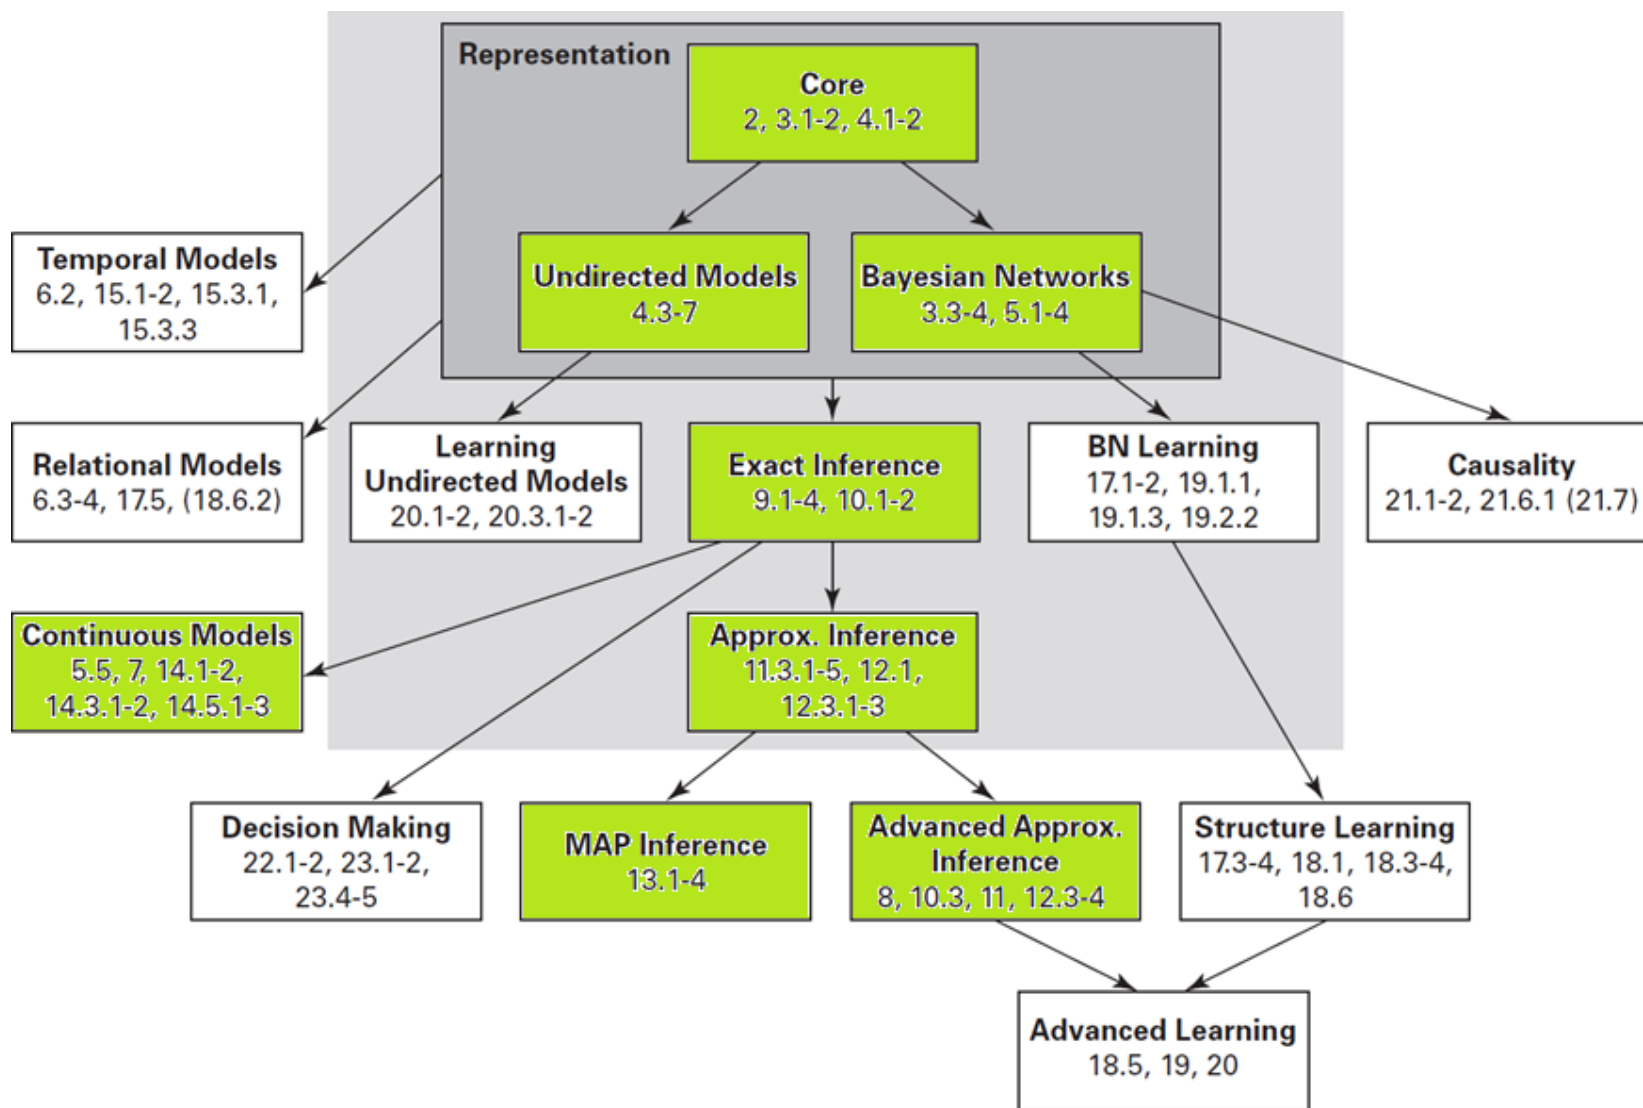 Representation
Core
2, 3.1-2, 4.1-2
Temporal Models
6.2, 15.1-2, 15.3.1,
15.3.3
Undirected Models
4.3-7
Bayesian Networks
3.3-4, 5.1-4
Relational Models
6.3-4, 17.5, (18.6.2)
Learning
Undirected Models
20.1-2, 20.3.1-2
Exact Inference
9.1-4, 10.1-2
BN Learning
17.1-2, 19.1.1,
19.1.3, 19.2.2
Causality
21.1-2, 21.6.1 (21.7)
Continuous Models
5.5, 7, 14.1-2,
14.3.1-2, 14.5.1-3
Approx. Inference
11.3.1-5, 12.1,
12.3.1-3
Decision Making
22.1-2, 23.1-2,
23.4-5
MAP Inference
13.1-4
Advanced Approx.
Inference
8, 10.3, 11, 12.3-4
Structure Learning
17.3-4, 18.1, 18.3-4,
18.6
Advanced Learning
18.5, 19, 20